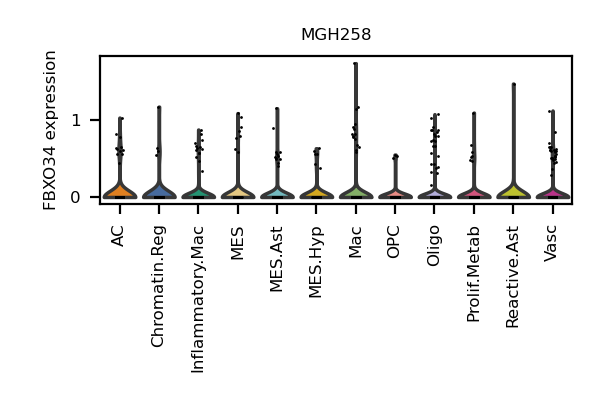 MGH258
FBXO34 expression
1
0
AC
Chromatin.Reg
Inflammatory.Mac
MES
MES.Ast
MES.Hyp
Mac
OPC
Oligo
Prolif.Metab
Reactive.Ast
Vasc